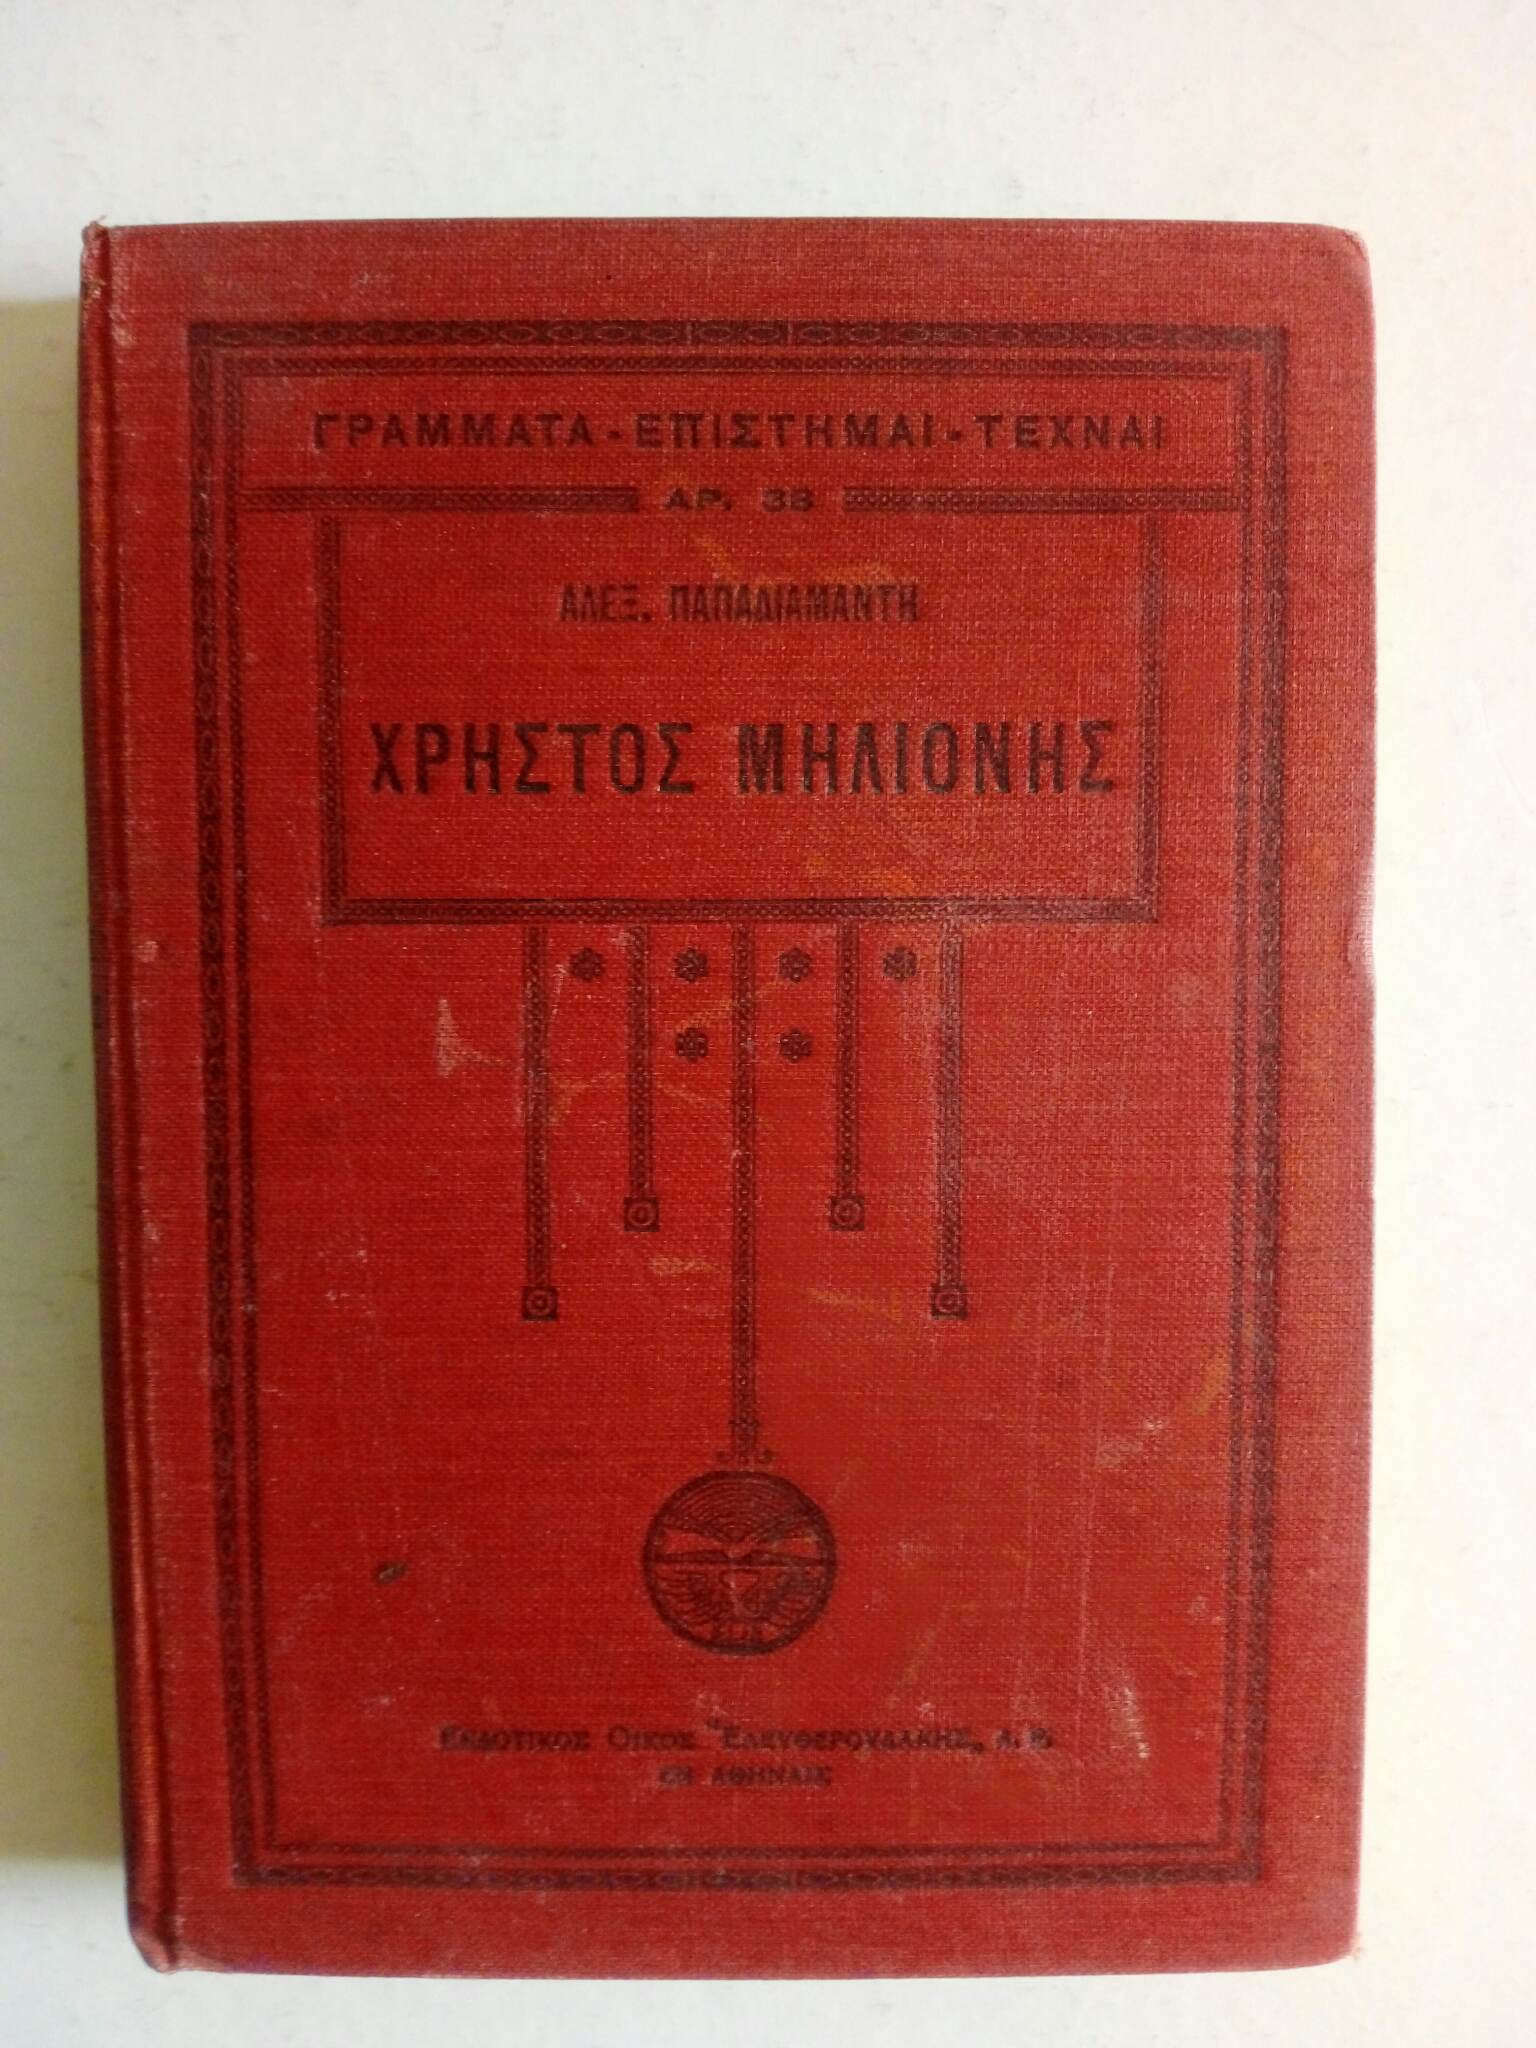 ΓΡΑΜΜΑΤΑ - ΕΠΙΣΤΗΜΑΙ - ΤΕΧΝΑΙ
ΑΡ. 38
ΑΛΕΞ. ΠΑΠΑΔΙΑΜΑΝΤΗ
ΧΡΗΣΤΟΣ ΜΗΛΙΟΝΗΣ
ΕΚΔΟΤΙΚΟΣ ΟΙΚΟΣ "ΕΛΕΥΘΕΡΟΥΔΑΚΗΣ„ Α. Ε.
ΕΝ ΑΘΗΝΑΙΣ